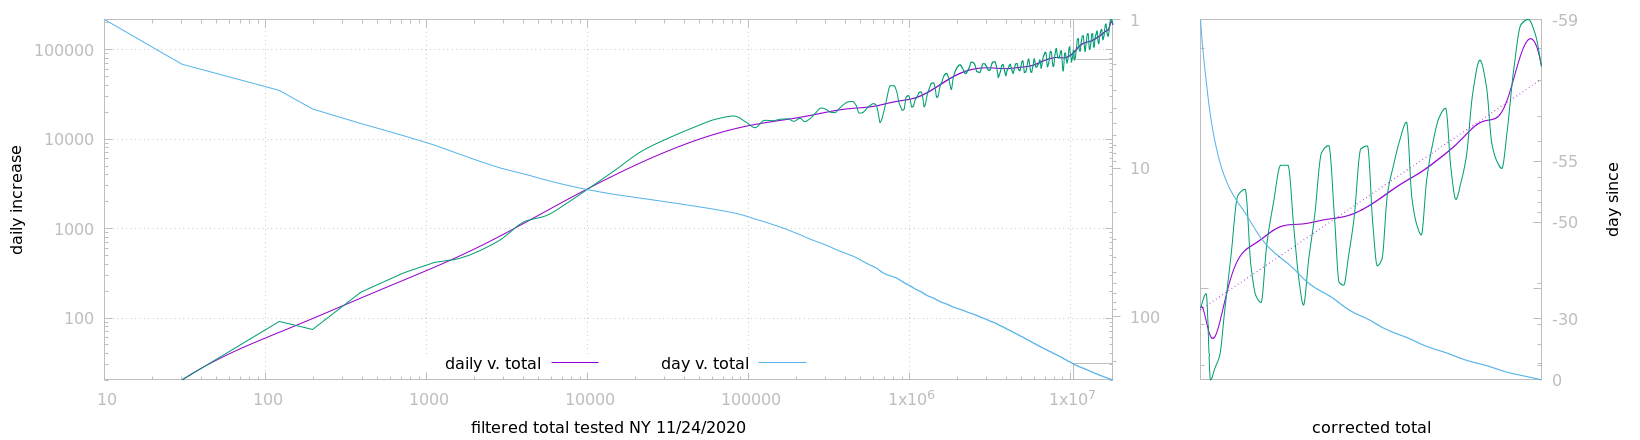 daily increase
100000
10000
1000
100
10
100
1000
10000
100000
1x10^6
1x10^7
1
10
100
daily v. total
day v. total
filtered total tested NY 11/24/2020
-59
-55
-50
-30
0
day since
corrected total